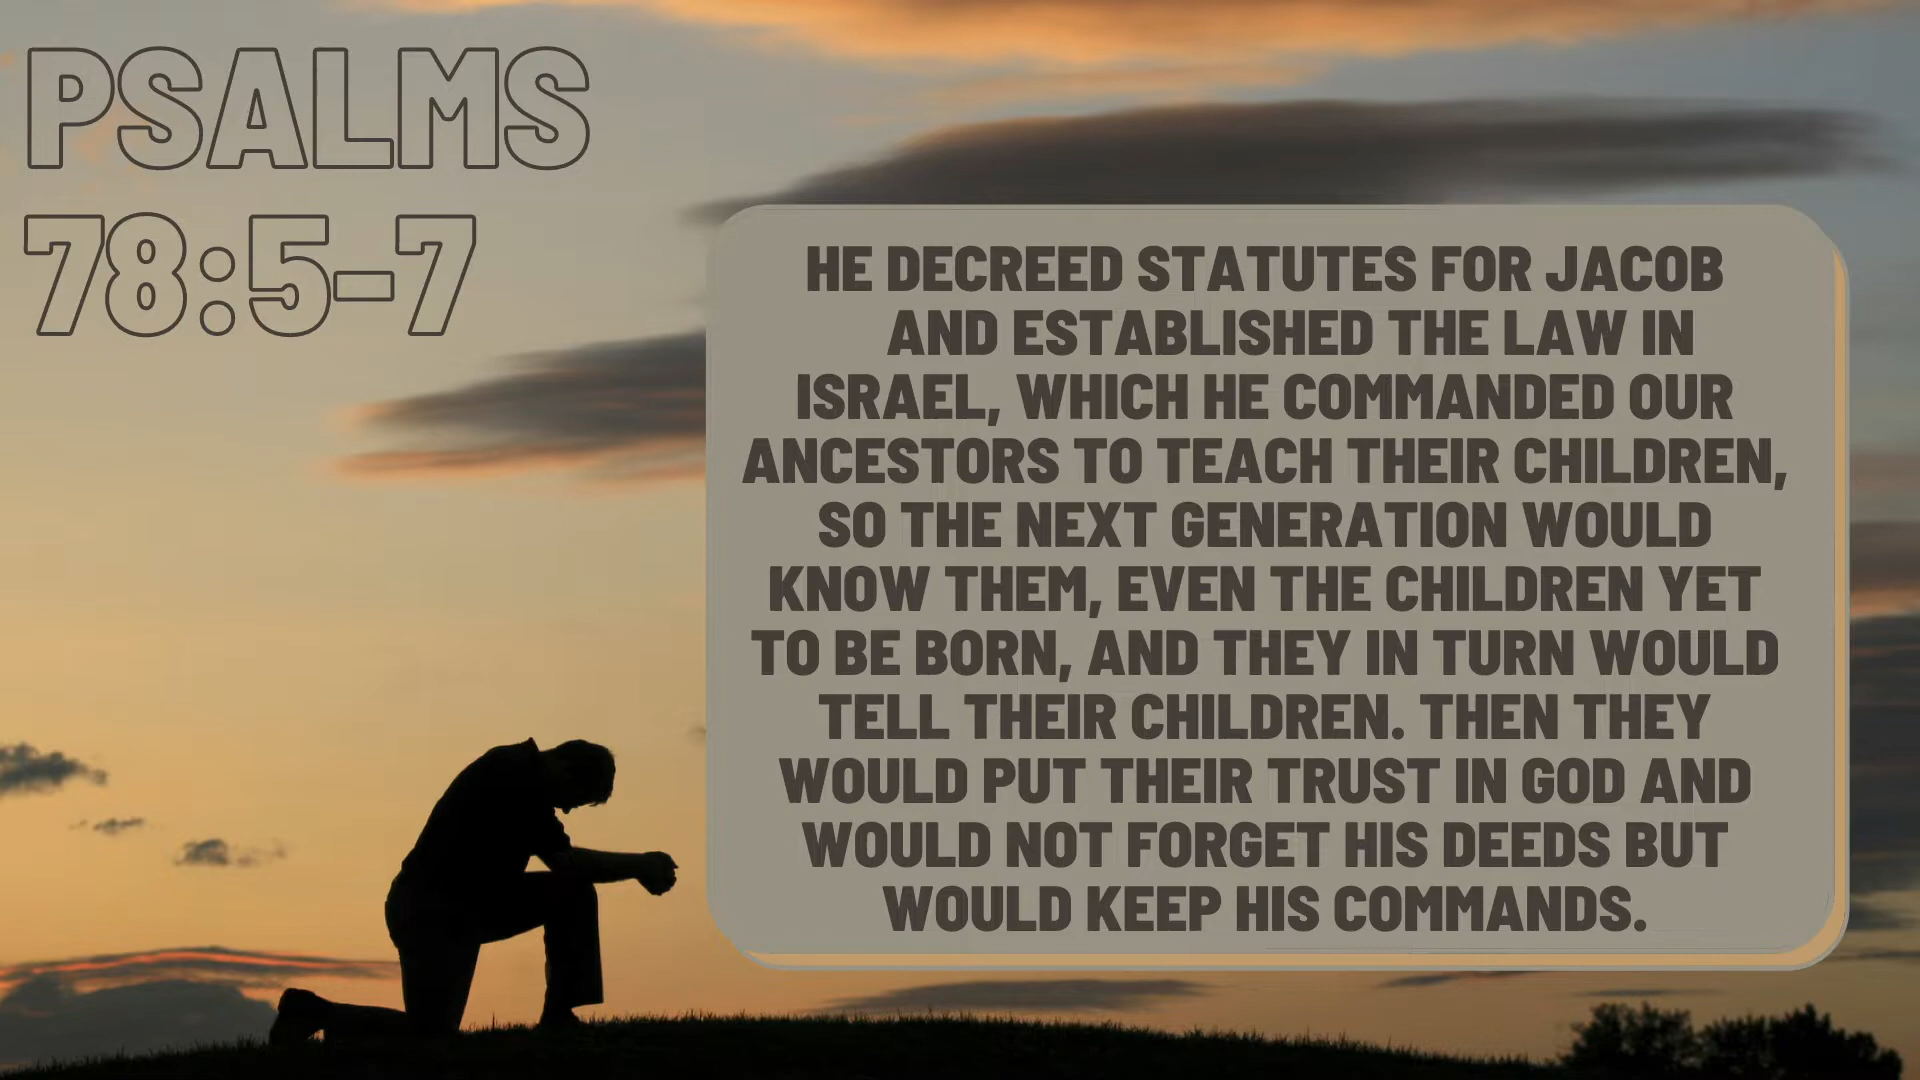 PSALMS
78:5-7
HE DECREED STATUTES FOR JACOB
AND ESTABLISHED THE LAW IN
ISRAEL, WHICH HE COMMANDED OUR
ANCESTORS TO TEACH THEIR CHILDREN,
SO THE NEXT GENERATION WOULD
KNOW THEM, EVEN THE CHILDREN YET
TO BE BORN, AND THEY IN TURN WOULD
TELL THEIR CHILDREN. THEN THEY
WOULD PUT THEIR TRUST IN GOD AND
WOULD NOT FORGET HIS DEEDS BUT
WOULD KEEP HIS COMMANDS.